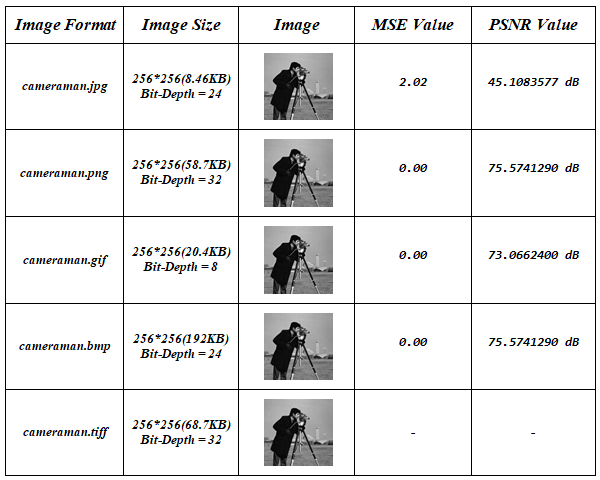 Image Format Image Size Image MSE Value PSNR Value
cameraman.jpg 256*256(8.46KB) 2.02 45.1083577 dB
Bit-Depth = 24
cameraman.png 256*256(58.7KB) 0.00 75.5741290 dB
Bit-Depth = 32
cameraman.gif 256*256(20.4KB) 0.00 73.0662400 dB
Bit-Depth = 8
cameraman.bmp 256*256(192KB) 0.00 75.5741290 dB
Bit-Depth = 24
cameraman.tiff 256*256(68.7KB) - -
Bit-Depth = 32